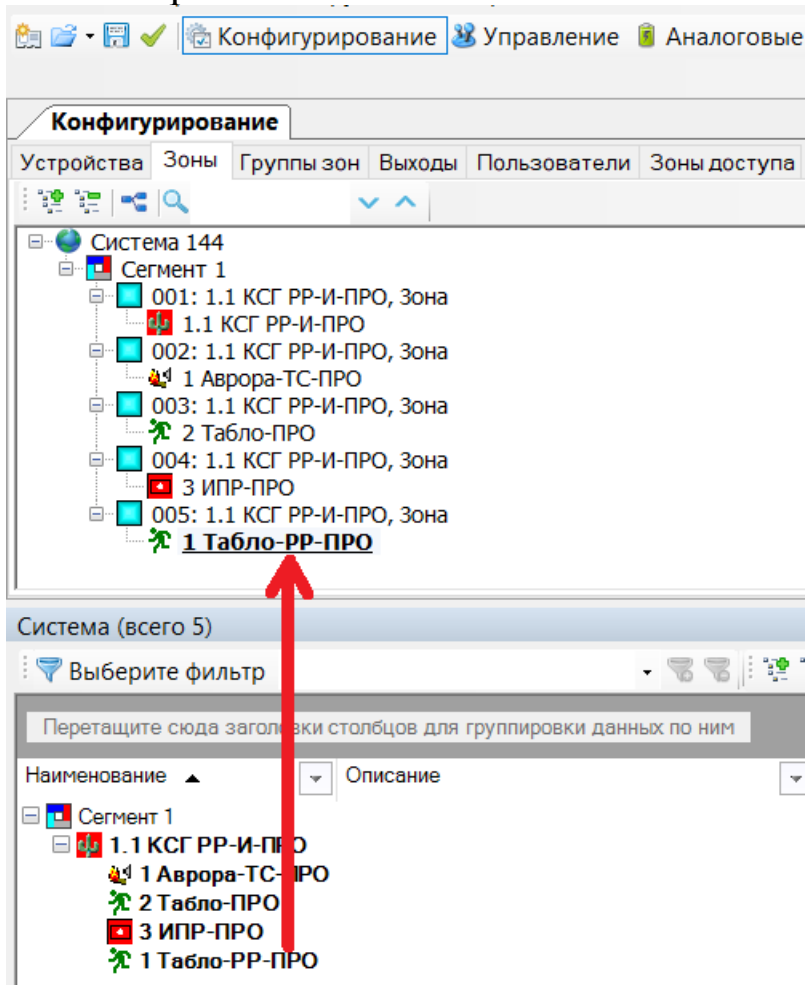 Конфигурирование Управление Аналоговые
Конфигурирование
Устройства Зоны Группы зон Выходы Пользователи Зоны доступа
Система 144
Сегмент 1
001: 1.1 КСГ РР-И-ПРО, Зона
1.1 КСГ РР-И-ПРО
002: 1.1 КСГ РР-И-ПРО, Зона
1 Аврора-ТС-ПРО
003: 1.1 КСГ РР-И-ПРО, Зона
2 Табло-ПРО
004: 1.1 КСГ РР-И-ПРО, Зона
3 ИПР-ПРО
005: 1.1 КСГ РР-И-ПРО, Зона
1 Табло-РР-ПРО
Система (всего 5)
Выберите фильтр
Перетащите сюда заголовки столбцов для группировки данных по ним
Наименование Описание
Сегмент 1
1.1 КСГ РР-И-ПРО
1 Аврора-ТС-ПРО
2 Табло-ПРО
3 ИПР-ПРО
1 Табло-РР-ПРО